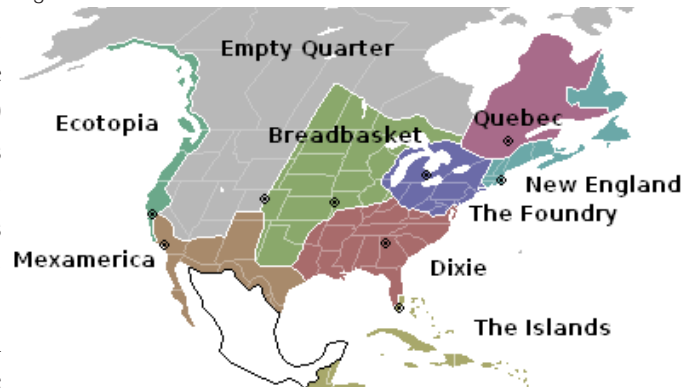 Empty Quarter
Ecotopia
Quebec
Breadbasket
New England
The Foundry
Mexamerica
Dixie
The Islands